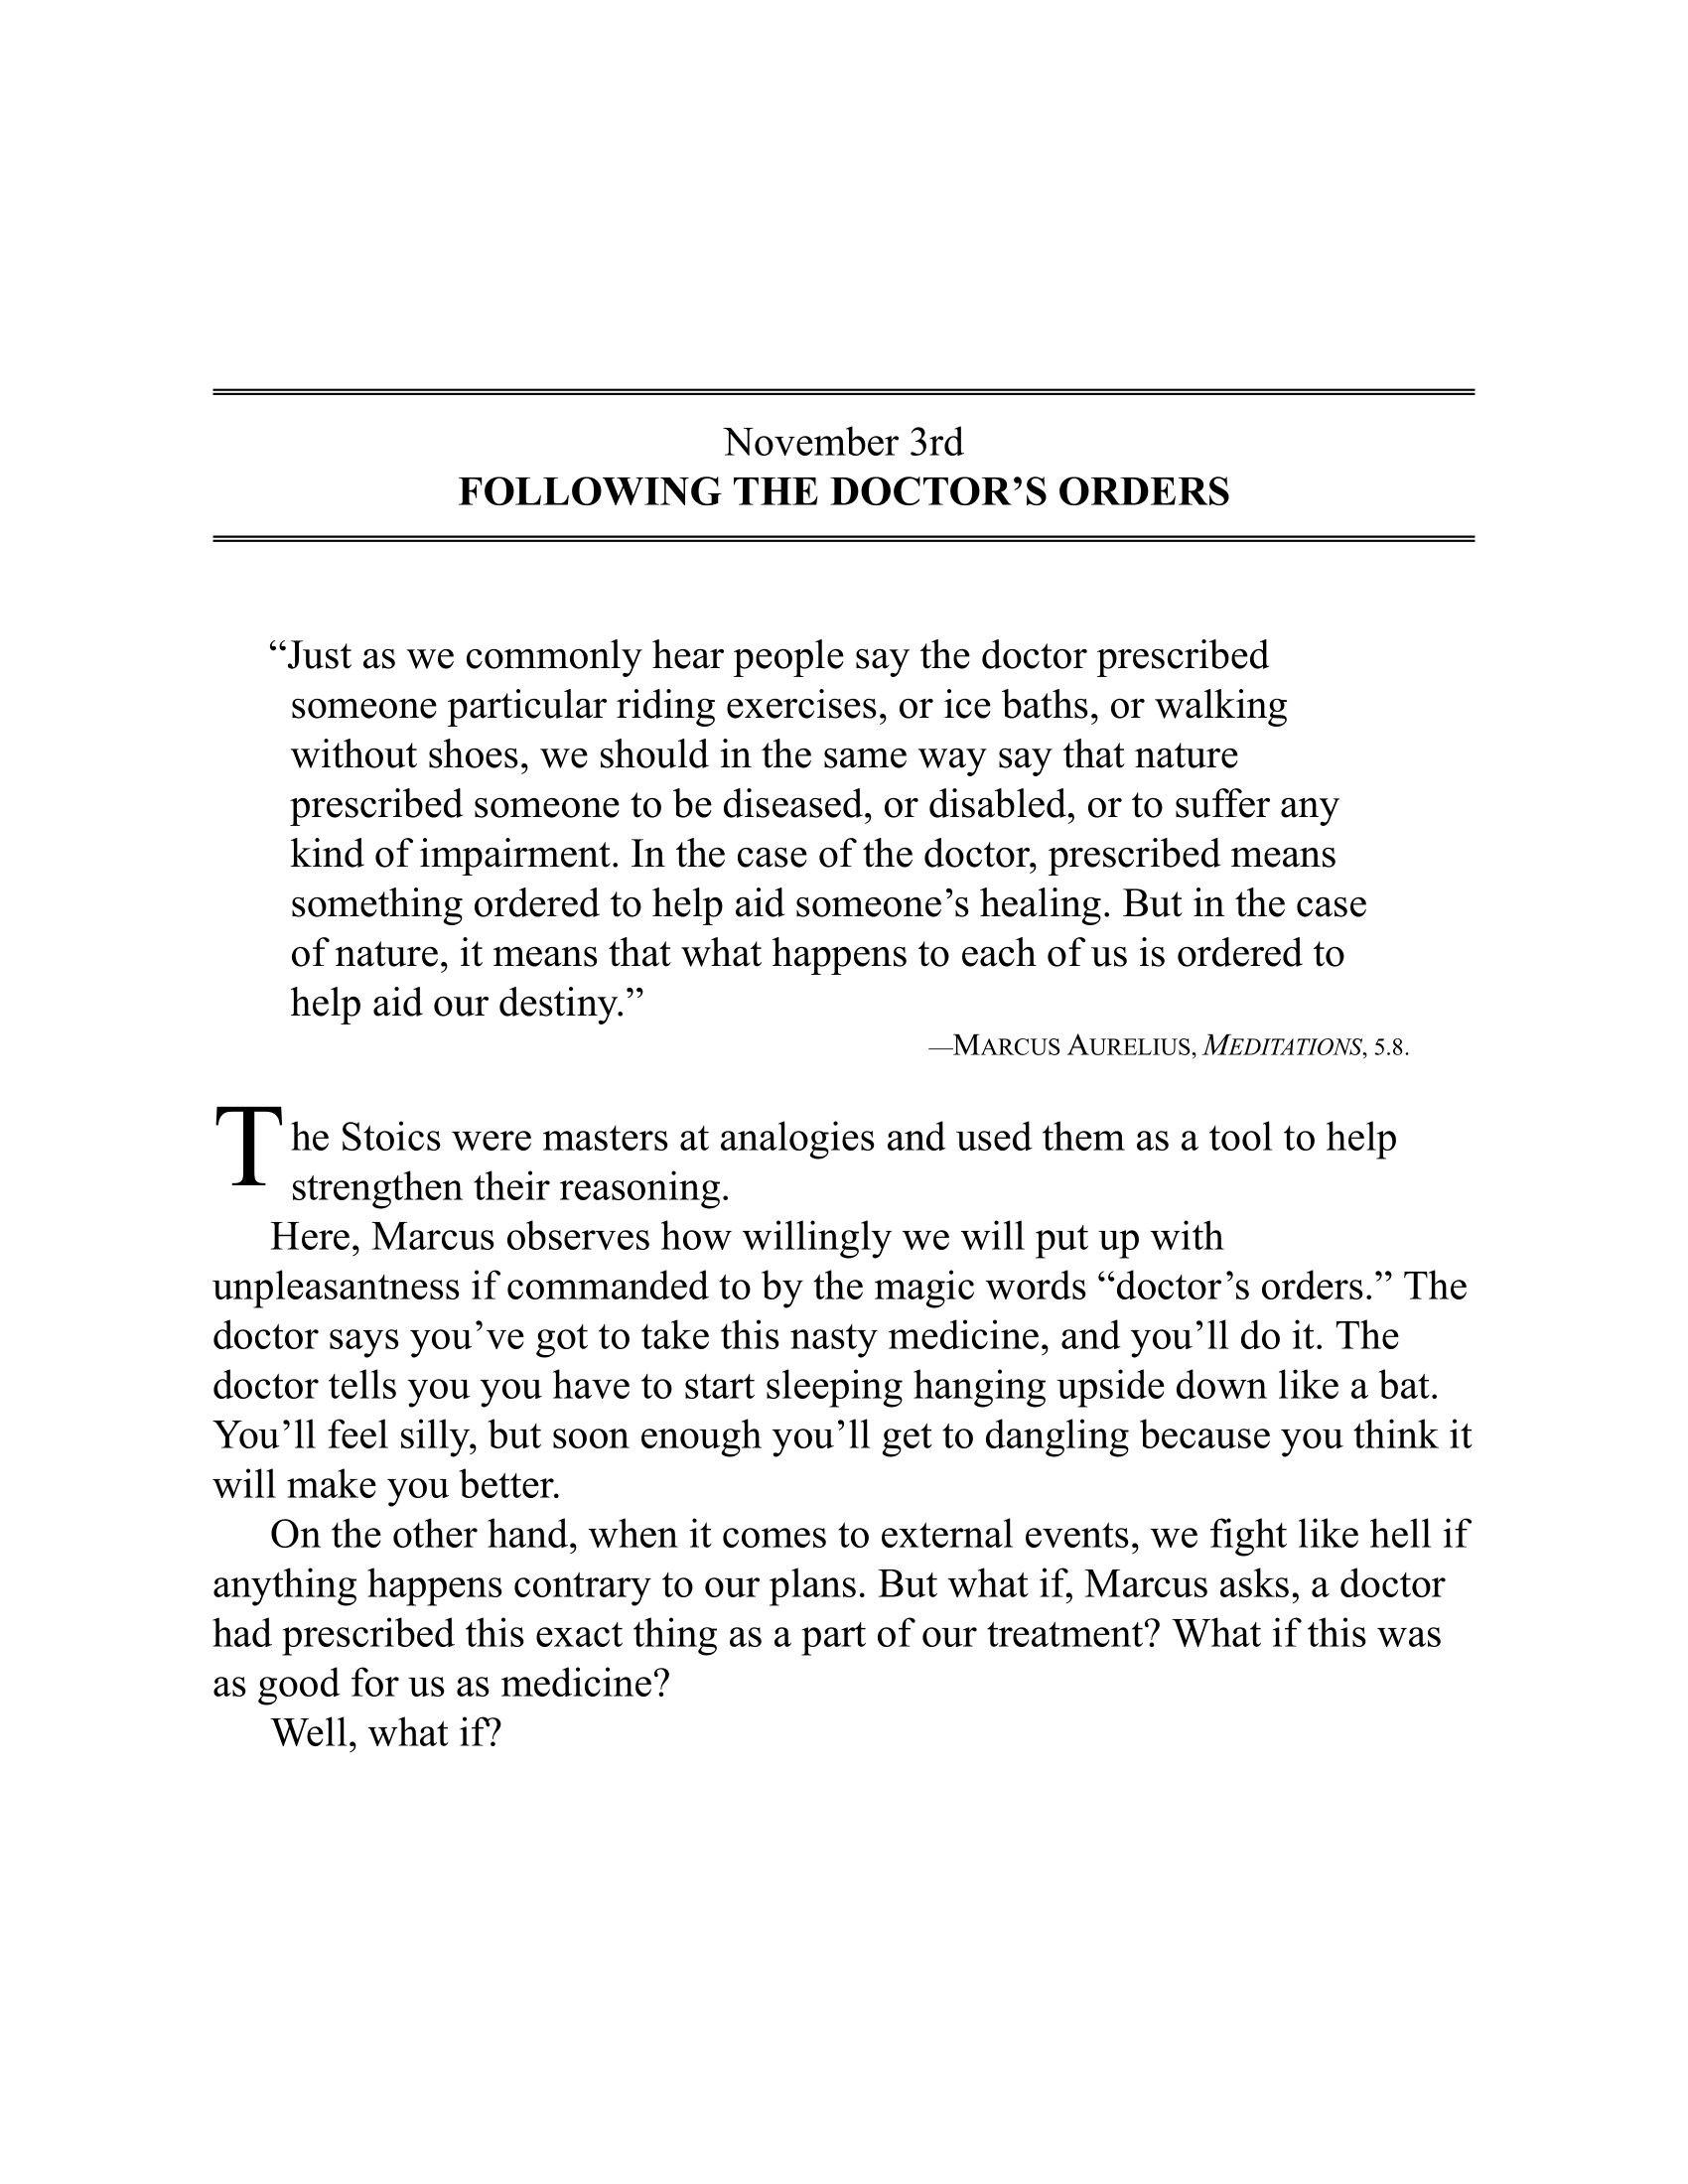 November 3rd
FOLLOWING THE DOCTOR’S ORDERS
“Just as we commonly hear people say the doctor prescribed
someone particular riding exercises, or ice baths, or walking
without shoes, we should in the same way say that nature
prescribed someone to be diseased, or disabled, or to suffer any
kind of impairment. In the case of the doctor, prescribed means
something ordered to help aid someone’s healing. But in the case
of nature, it means that what happens to each of us is ordered to
help aid our destiny.”
—MARCUS AURELIUS, MEDITATIONS, 5.8.
The Stoics were masters at analogies and used them as a tool to help
strengthen their reasoning.
Here, Marcus observes how willingly we will put up with
unpleasantness if commanded to by the magic words “doctor’s orders.” The
doctor says you’ve got to take this nasty medicine, and you’ll do it. The
doctor tells you you have to start sleeping hanging upside down like a bat.
You’ll feel silly, but soon enough you’ll get to dangling because you think it
will make you better.
On the other hand, when it comes to external events, we fight like hell if
anything happens contrary to our plans. But what if, Marcus asks, a doctor
had prescribed this exact thing as a part of our treatment? What if this was
as good for us as medicine?
Well, what if?